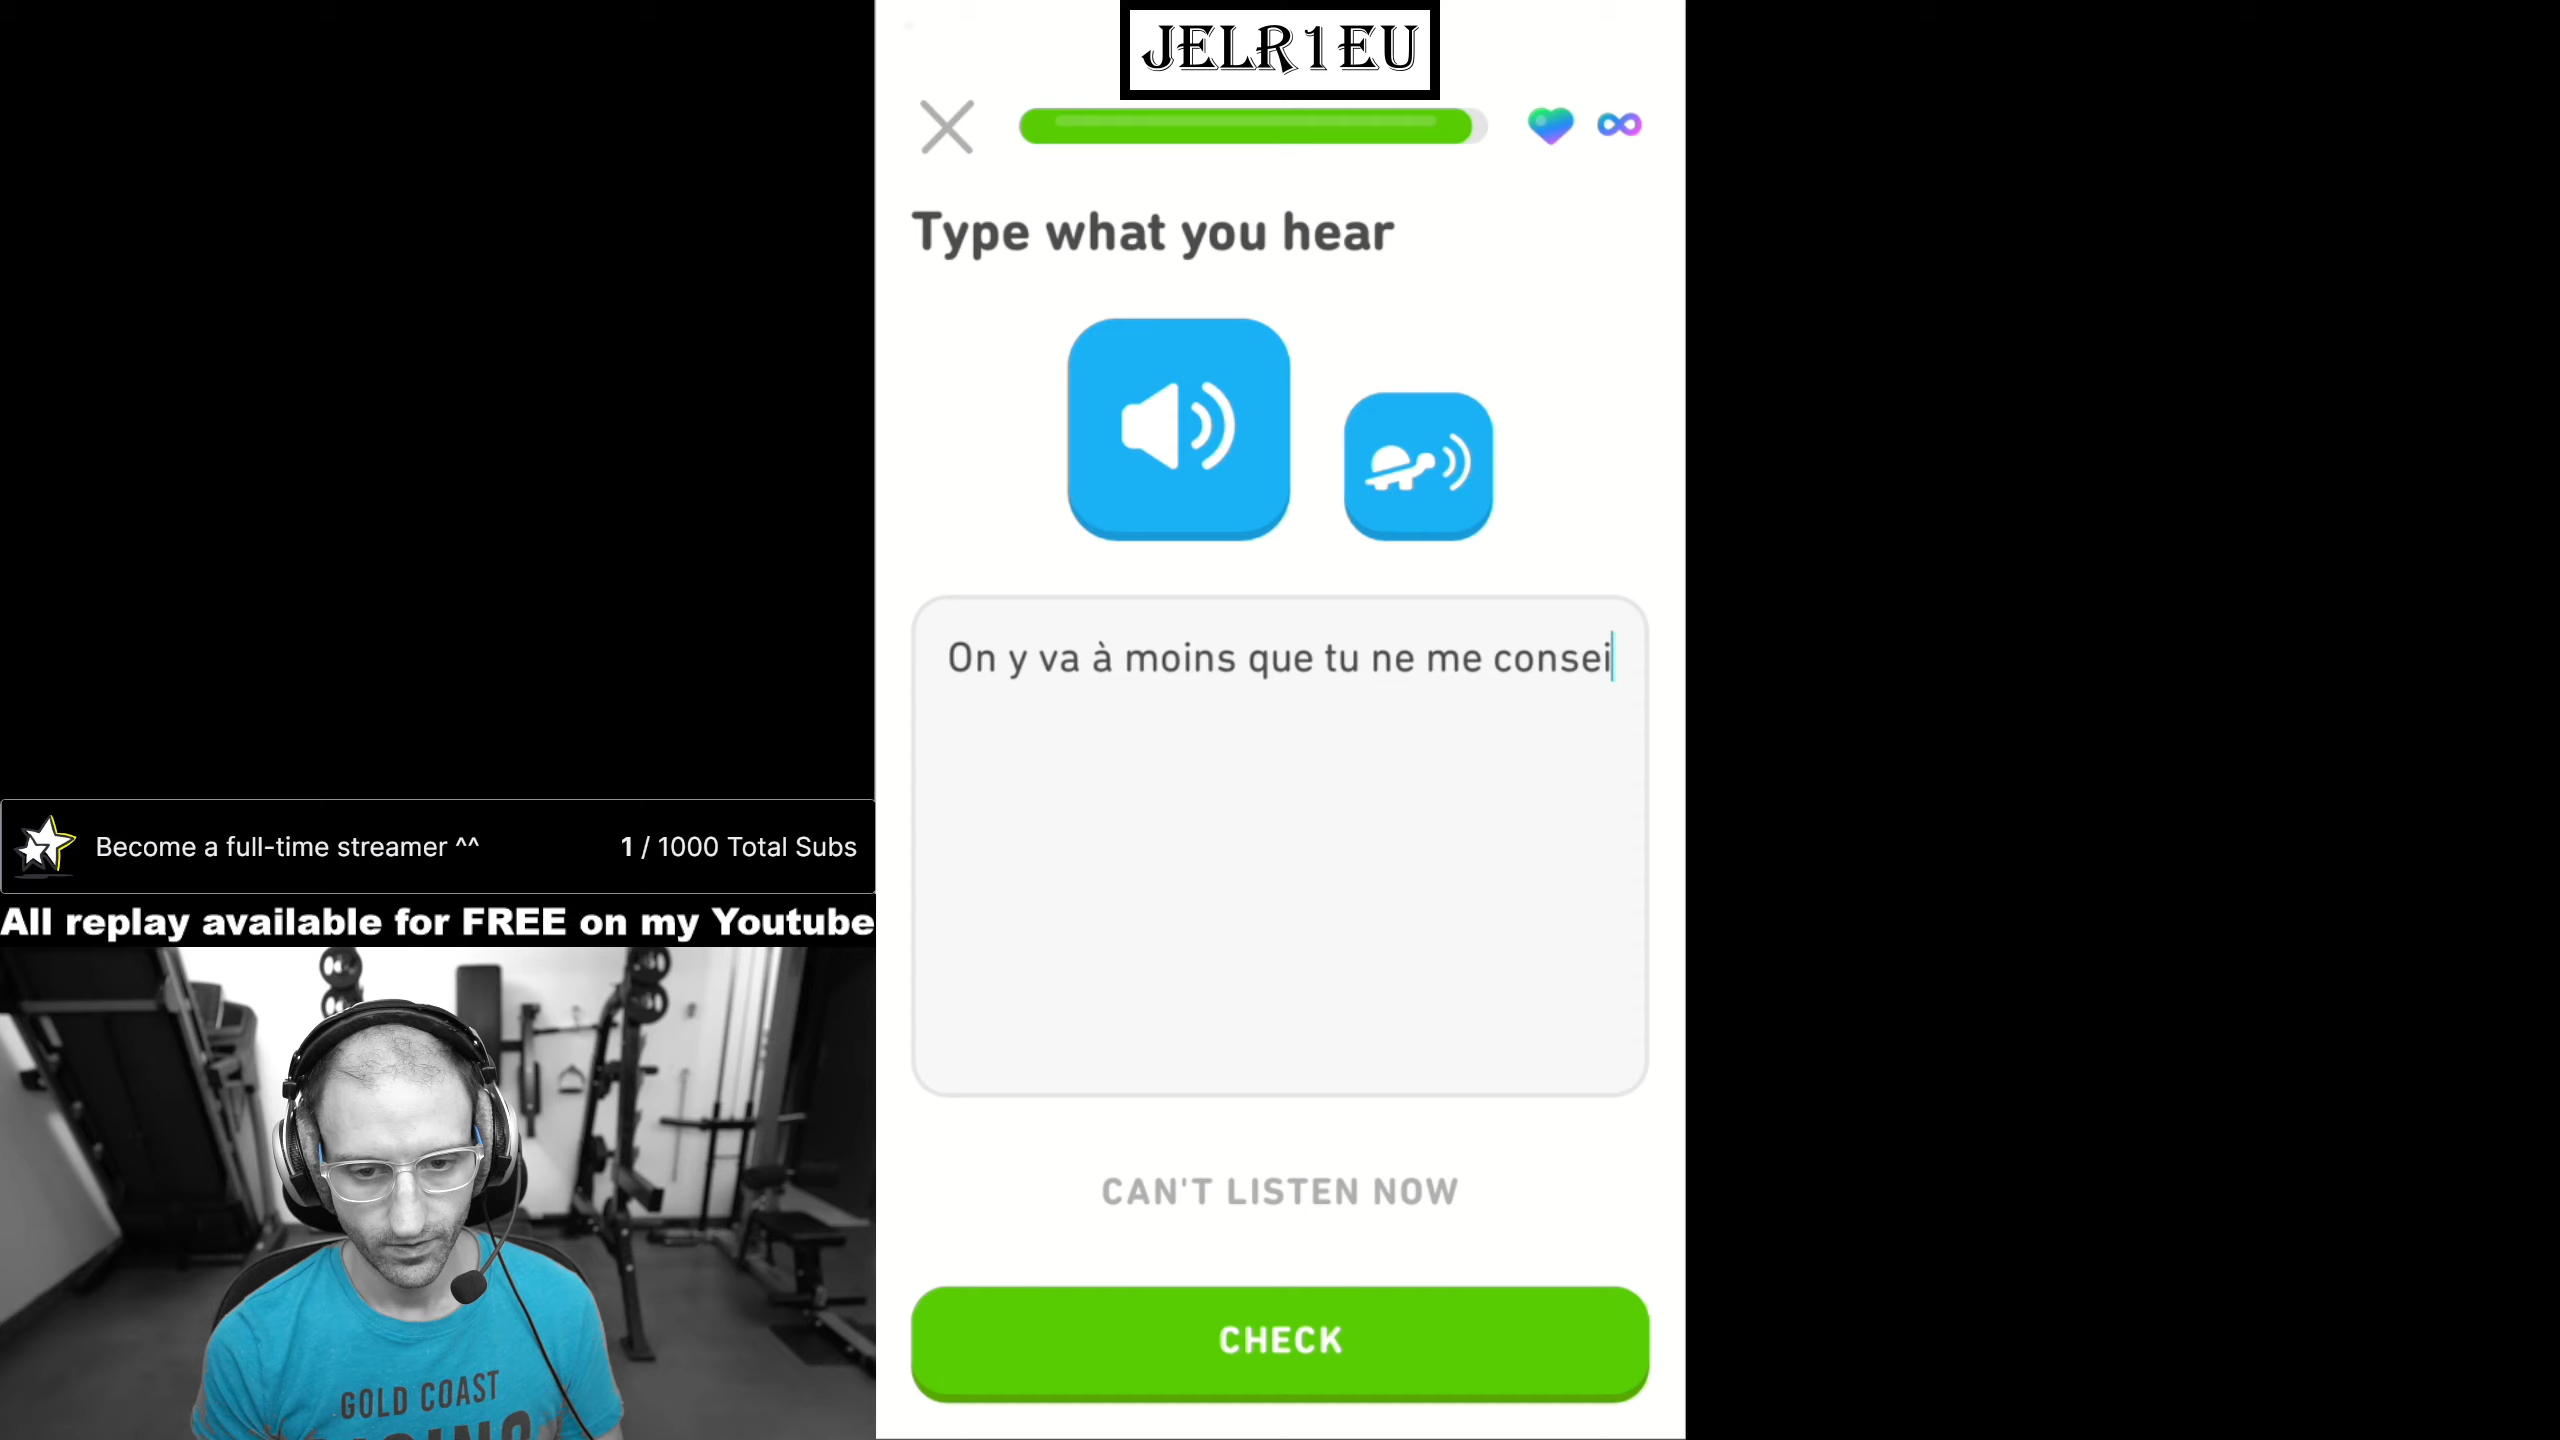 JELR1EU
Type what you hear
On y va à moins que tu ne me consei
Become a full-time streamer ^^ 1 / 1000 Total Subs
All replay available for FREE on my Youtube
CAN'T LISTEN NOW
CHECK
GOLD COAST